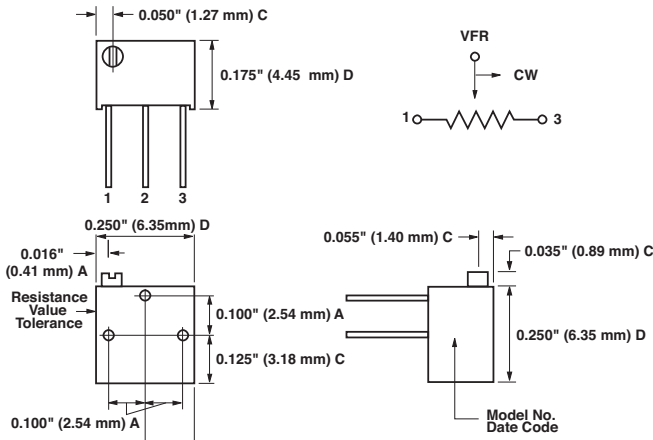 0.050" (1.27 mm) C
0.175" (4.45 mm) D
1 2 3
VFR
CW
1 3
0.250" (6.35mm) D
0.016"
(0.41 mm) A
Resistance
Value
Tolerance
0.100" (2.54 mm) A
0.125" (3.18 mm) C
0.100" (2.54 mm) A
0.055" (1.40 mm) C
0.035" (0.89 mm) C
0.250" (6.35 mm) D
Model No.
Date Code